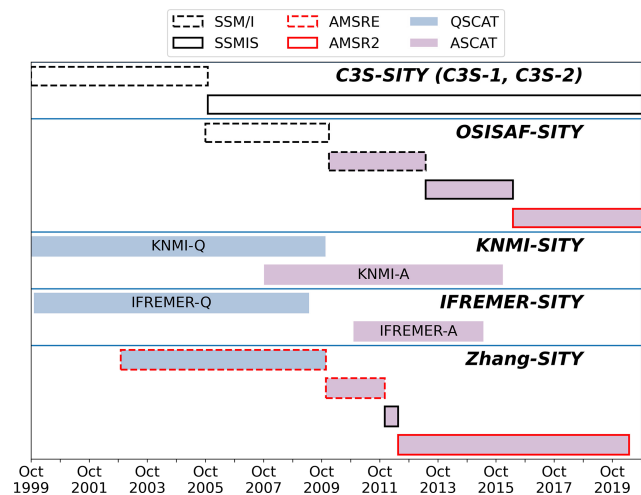 SSM/I AMSRE QSCAT
SSMIS AMSR2 ASCAT
C3S-SITY (C3S-1, C3S-2)
OSISAF-SITY
KNMI-Q KNMI-SITY
KNMI-A
IFREMER-Q IFREMER-SITY
IFREMER-A
Zhang-SITY
Oct Oct Oct Oct Oct Oct Oct Oct Oct Oct Oct
1999 2001 2003 2005 2007 2009 2011 2013 2015 2017 2019